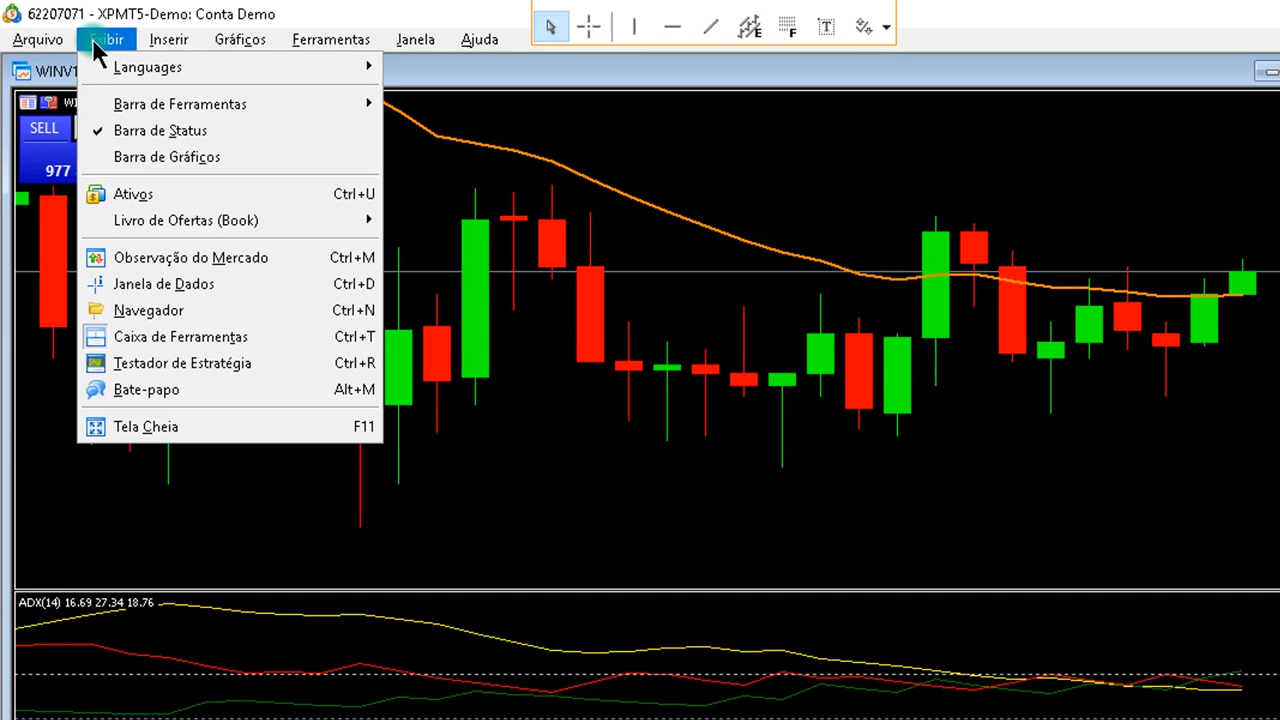 62207071 - XPMT5-Demo: Conta Demo
Arquivo Exibir Inserir Gráficos Ferramentas Janela Ajuda
E F T
WINV1
Languages
SELL
977
Barra de Ferramentas
Barra de Status
Barra de Gráficos
Ativos Ctrl+U
Livro de Ofertas (Book)
Observação do Mercado Ctrl+M
Janela de Dados Ctrl+D
Navegador Ctrl+N
Caixa de Ferramentas Ctrl+T
Testador de Estratégia Ctrl+R
Bate-papo Alt+M
Tela Cheia F11
ADX(14) 16.69 27.34 18.76